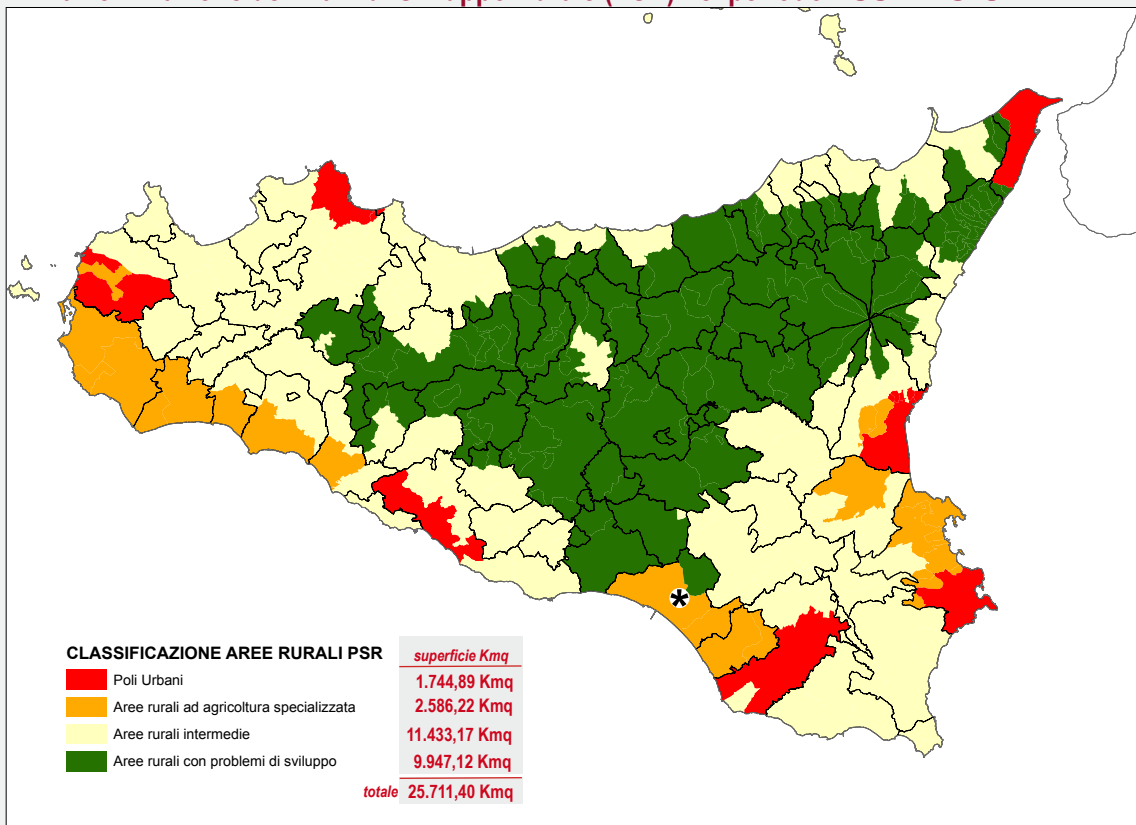 (PSR)
CLASSIFICAZIONE AREE RURALI PSR
superficie Kmq
Poli Urbani 1.744,89 Kmq
Aree rurali ad agricoltura specializzata 2.586,22 Kmq
Aree rurali intermedie 11.433,17 Kmq
Aree rurali con problemi di sviluppo 9.947,12 Kmq
totale 25.711,40 Kmq
*